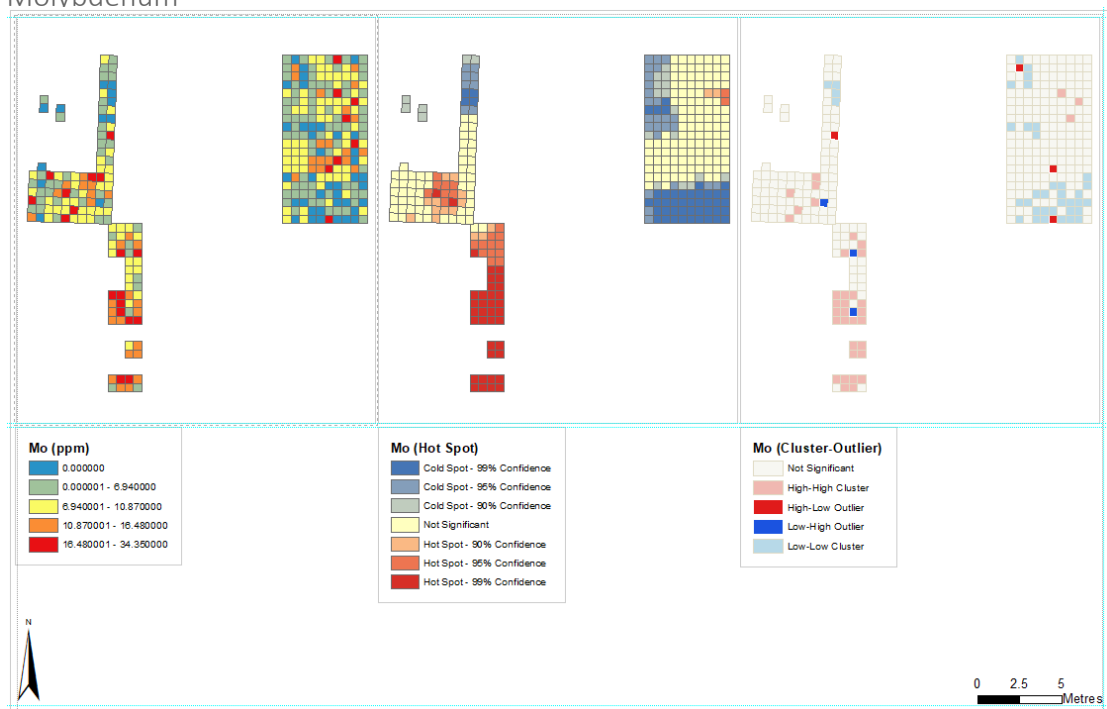 Molybdenum
Mo (ppm)
0.000000
0.000001 - 6.940000
6.940001 - 10.870000
10.870001 - 16.480000
16.480001 - 34.350000
Mo (Hot Spot)
Cold Spot - 99% Confidence
Cold Spot - 95% Confidence
Cold Spot - 90% Confidence
Not Significant
Hot Spot - 90% Confidence
Hot Spot - 95% Confidence
Hot Spot - 99% Confidence
Mo (Cluster-Outlier)
Not Significant
High-High Cluster
High-Low Outlier
Low-High Outlier
Low-Low Cluster
N
0 2.5 5
Metres